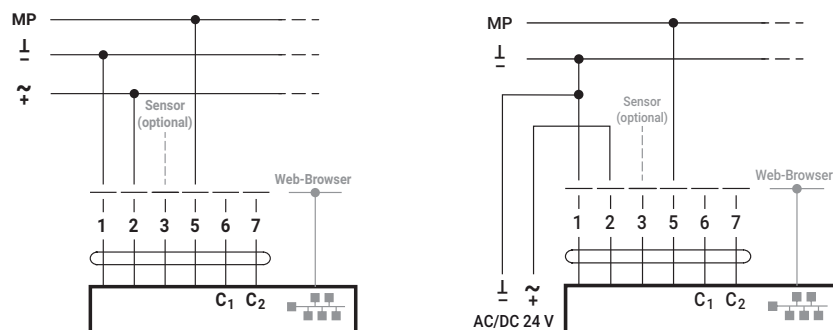 MP
⊥
–
~
+
Sensor
(optional)
Web-Browser
1 2 3 5 6 7
C1 C2
MP
⊥
–
Sensor
(optional)
Web-Browser
1 2 3 5 6 7
⊥ ~
– +
AC/DC 24 V
C1 C2